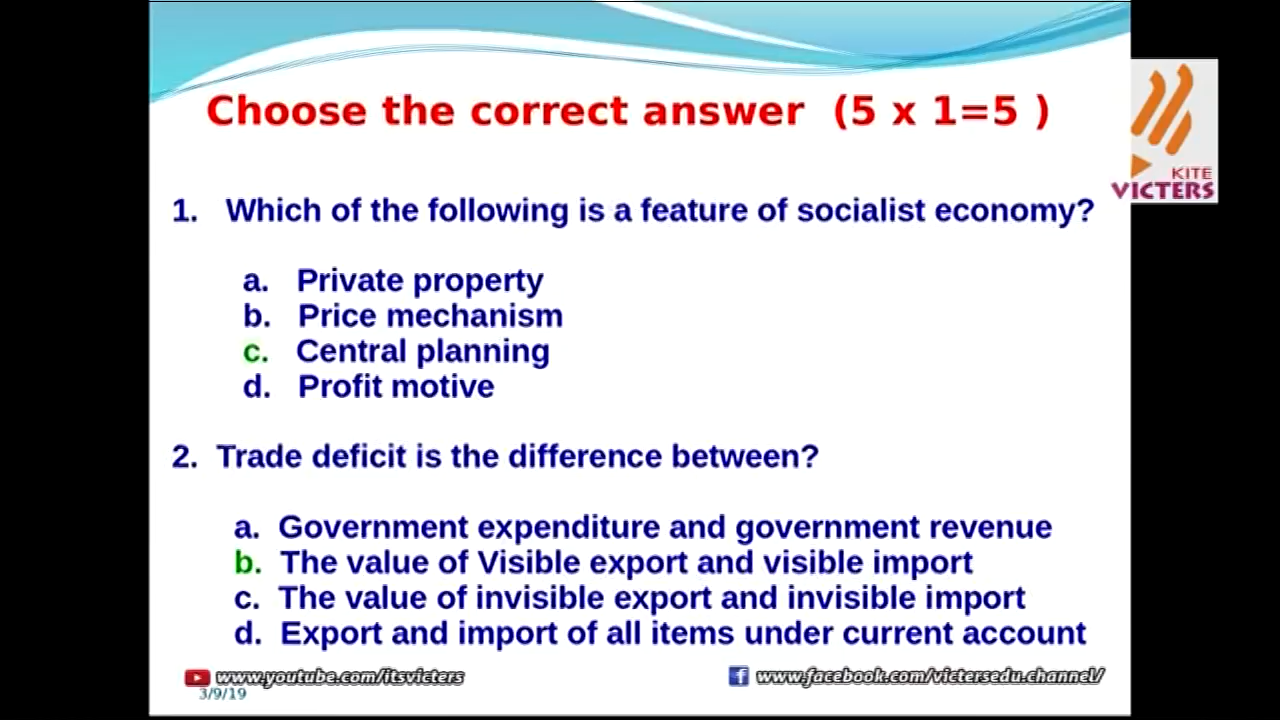 Choose the correct answer (5 x 1=5 )
KITE
VICTERS
1. Which of the following is a feature of socialist economy?
a. Private property
b. Price mechanism
c. Central planning
d. Profit motive
2. Trade deficit is the difference between?
a. Government expenditure and government revenue
b. The value of Visible export and visible import
c. The value of invisible export and invisible import
d. Export and import of all items under current account
www.youtube.com/itsvicters
www.facebook.com/victersedu.channel/
3/9/19